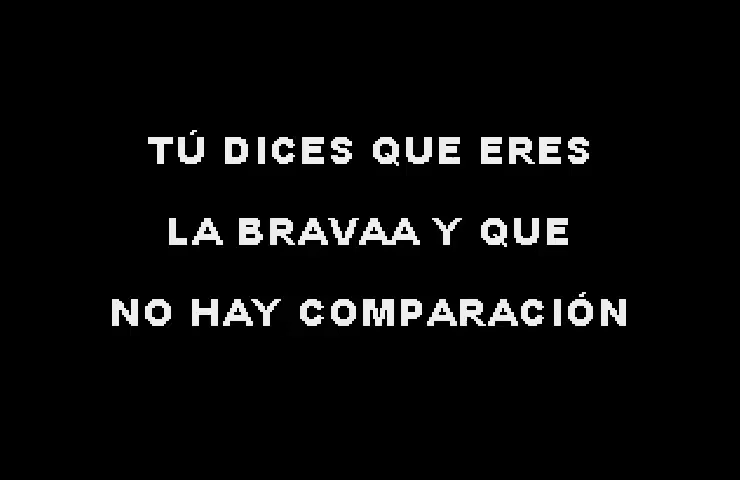 TÚ DICES QUE ERES
LA BRAVAA Y QUE
NO HAY COMPARACIÓN